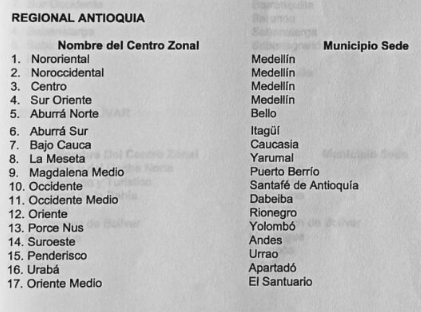 REGIONAL ANTIOQUIA
Nombre del Centro Zonal Municipio Sede
1. Nororiental Medellín
2. Noroccidental Medellín
3. Centro Medellín
4. Sur Oriente Medellín
5. Aburrá Norte Bello
6. Aburrá Sur Itagüí
7. Bajo Cauca Caucasia
8. La Meseta Yarumal
9. Magdalena Medio Puerto Berrío
10. Occidente Santafé de Antioquía
11. Occidente Medio Dabeiba
12. Oriente Rionegro
13. Porce Nus Yolombó
14. Suroeste Andes
15. Penderisco Urrao
16. Urabá Apartadó
17. Oriente Medio El Santuario